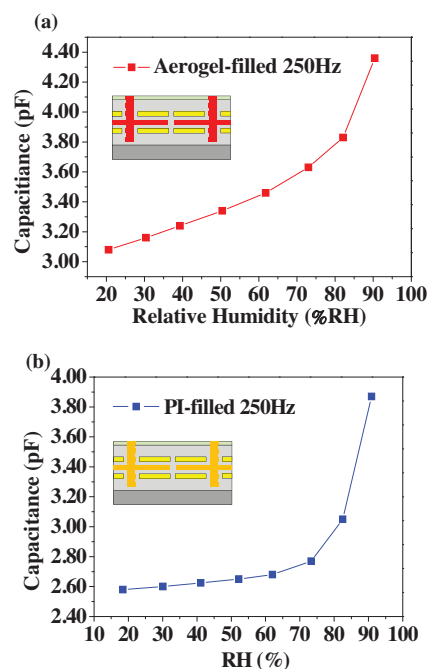 (a)
4.40
4.20
4.00
3.80
3.60
3.40
3.20
3.00
Capacitiance (pF)
Aerogel-filled 250Hz
20 30 40 50 60 70 80 90 100
Relative Humidity (%RH)
(b)
4.00
3.80
3.60
3.40
3.20
3.00
2.80
2.60
2.40
Capacitance (pF)
PI-filled 250Hz
10 20 30 40 50 60 70 80 90 100
RH (%)